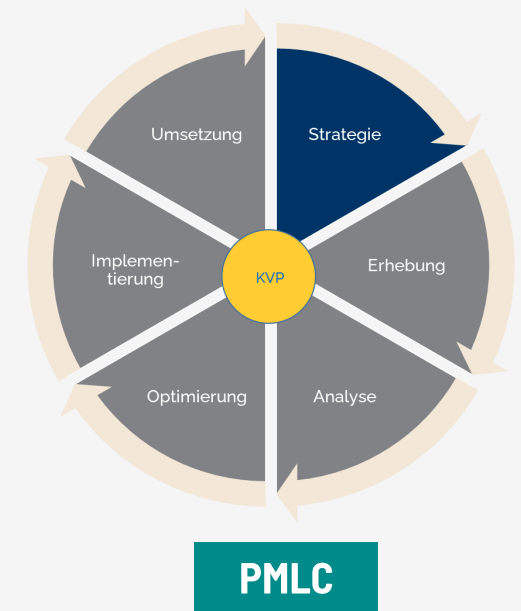 Umsetzung
Strategie
Implemen-
tierung
Erhebung
KVP
Optimierung
Analyse
PMLC